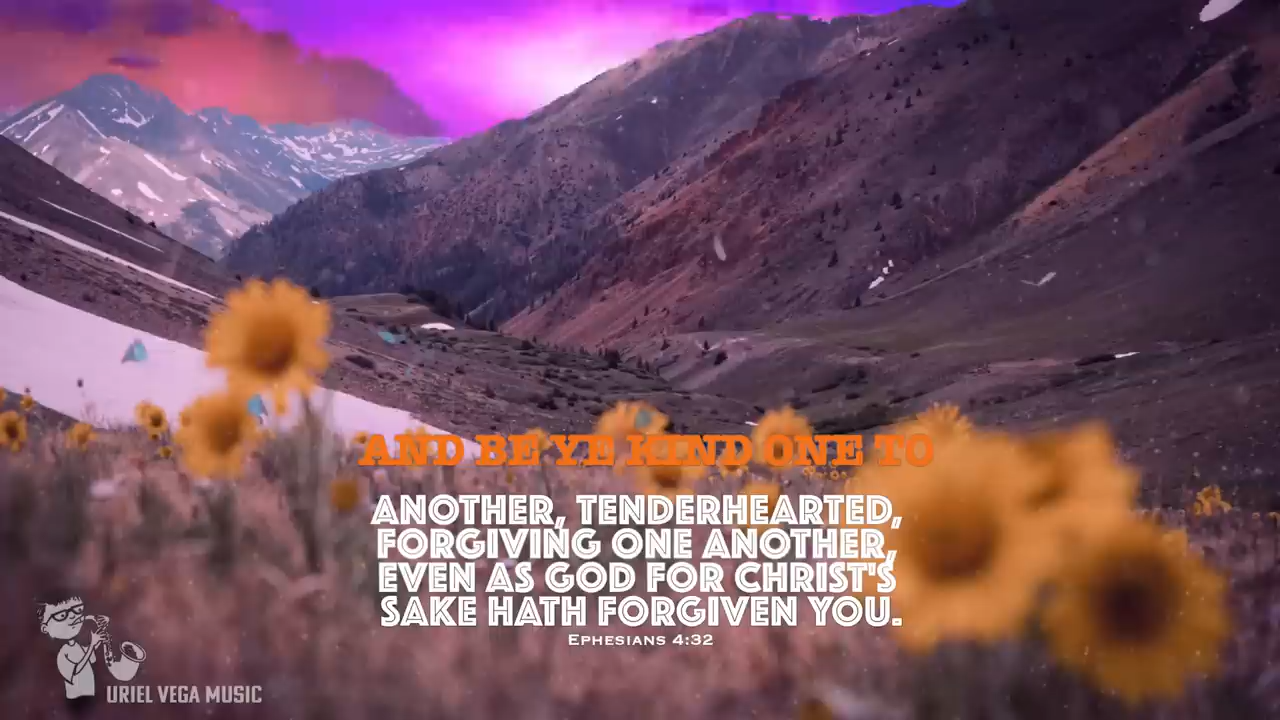 AND BE YE KIND ONE TO
ANOTHER, TENDERHEARTED,
FORGIVING ONE ANOTHER,
EVEN AS GOD FOR CHRIST'S
SAKE HATH FORGIVEN YOU.
EPHESIANS 4:32
URIEL VEGA MUSIC